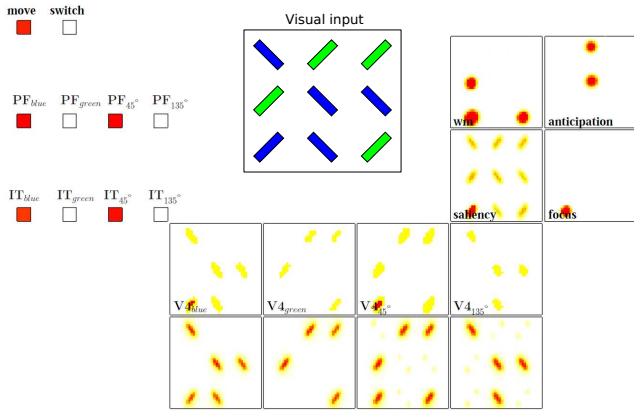 move switch
Visual input
PF_blue PF_green PF_45° PF_135°
wm anticipation
IT_blue IT_green IT_45° IT_135°
saliency focus
V4_blue V4_green V4_45° V4_135°